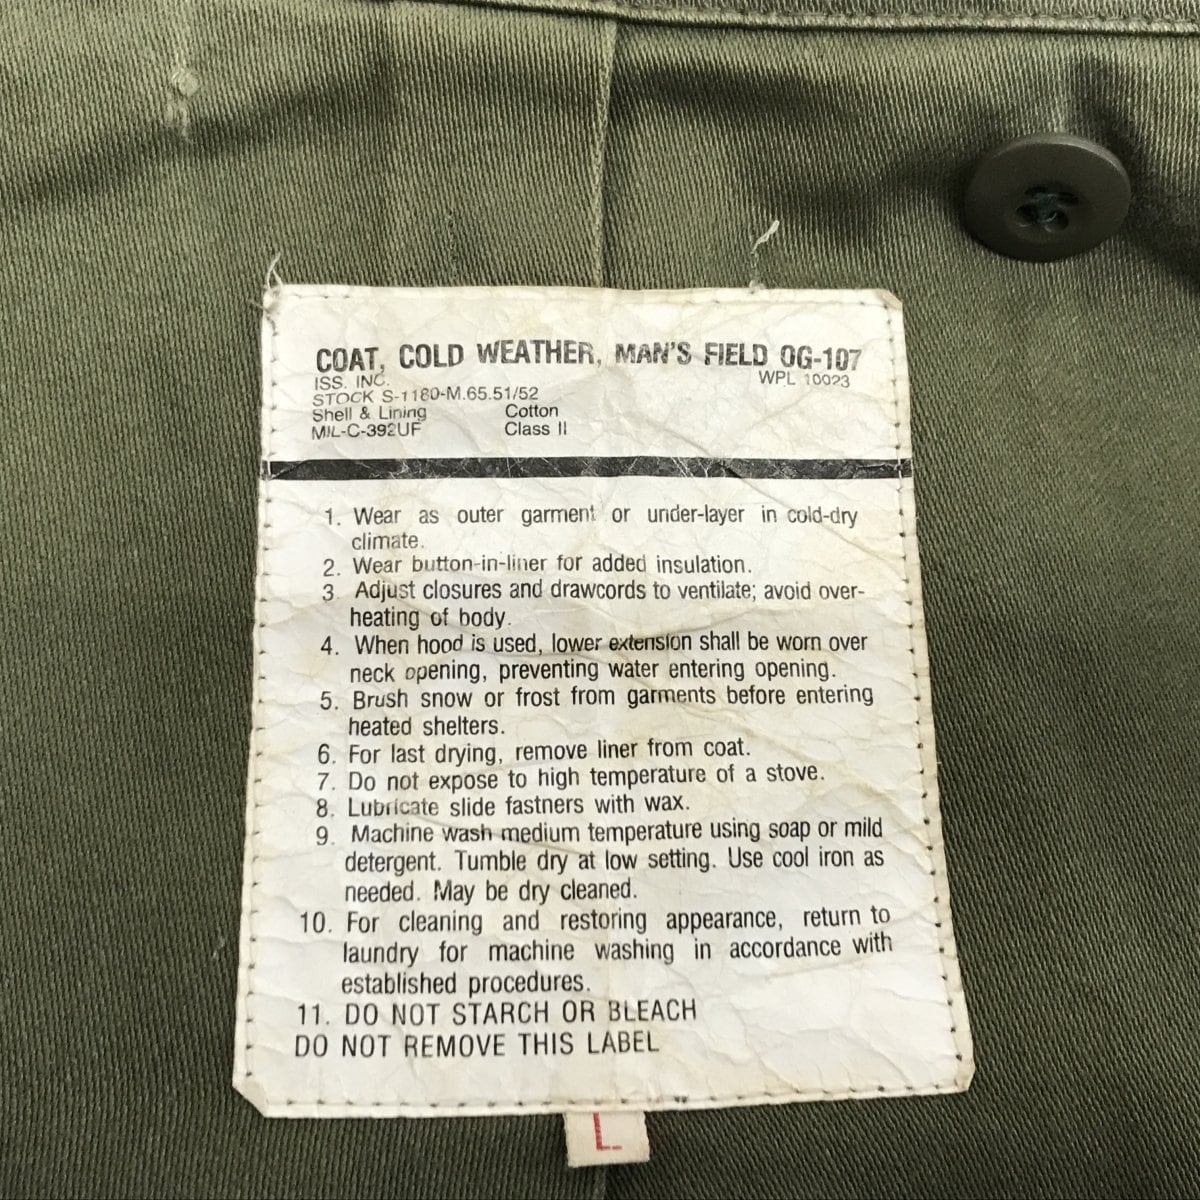 COAT, COLD WEATHER, MAN'S FIELD OG-107
ISS. INC. WPL 10023
STOCK S-1180-M.65.51/52
Shell & Lining Cotton
MIL-C-392UF Class II
1. Wear as outer garment or under-layer in cold-dry
climate.
2. Wear button-in-liner for added insulation.
3. Adjust closures and drawcords to ventilate; avoid over-
heating of body.
4. When hood is used, lower extension shall be worn over
neck opening, preventing water entering opening.
5. Brush snow or frost from garments before entering
heated shelters.
6. For last drying, remove liner from coat.
7. Do not expose to high temperature of a stove.
8. Lubricate slide fastners with wax.
9. Machine wash medium temperature using soap or mild
detergent. Tumble dry at low setting. Use cool iron as
needed. May be dry cleaned.
10. For cleaning and restoring appearance, return to
laundry for machine washing in accordance with
established procedures.
11. DO NOT STARCH OR BLEACH
DO NOT REMOVE THIS LABEL
L